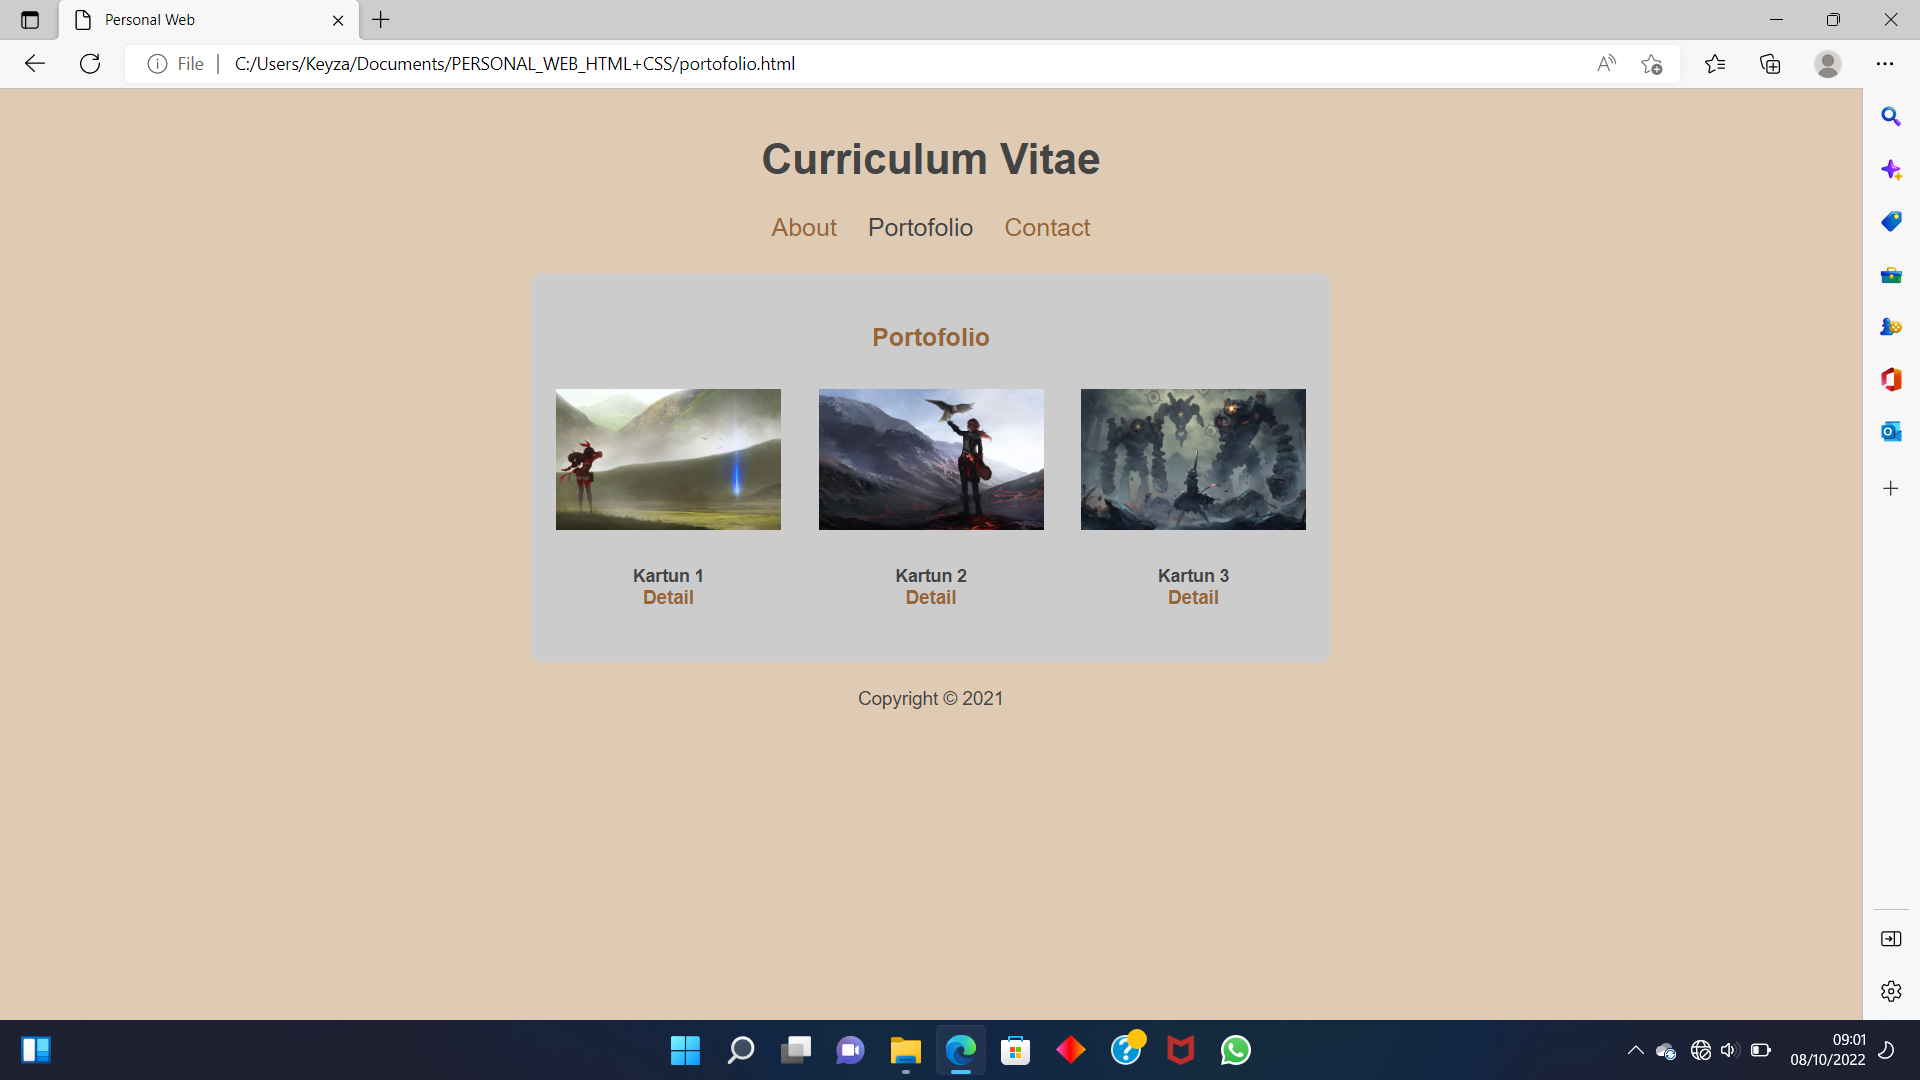 Personal Web
File
C:/Users/Keyza/Documents/PERSONAL_WEB_HTML+CSS/portofolio.html
Curriculum Vitae
About Portofolio Contact
Portofolio
Kartun 1 Kartun 2 Kartun 3
Detail Detail Detail
Copyright © 2021
09:01
08/10/2022